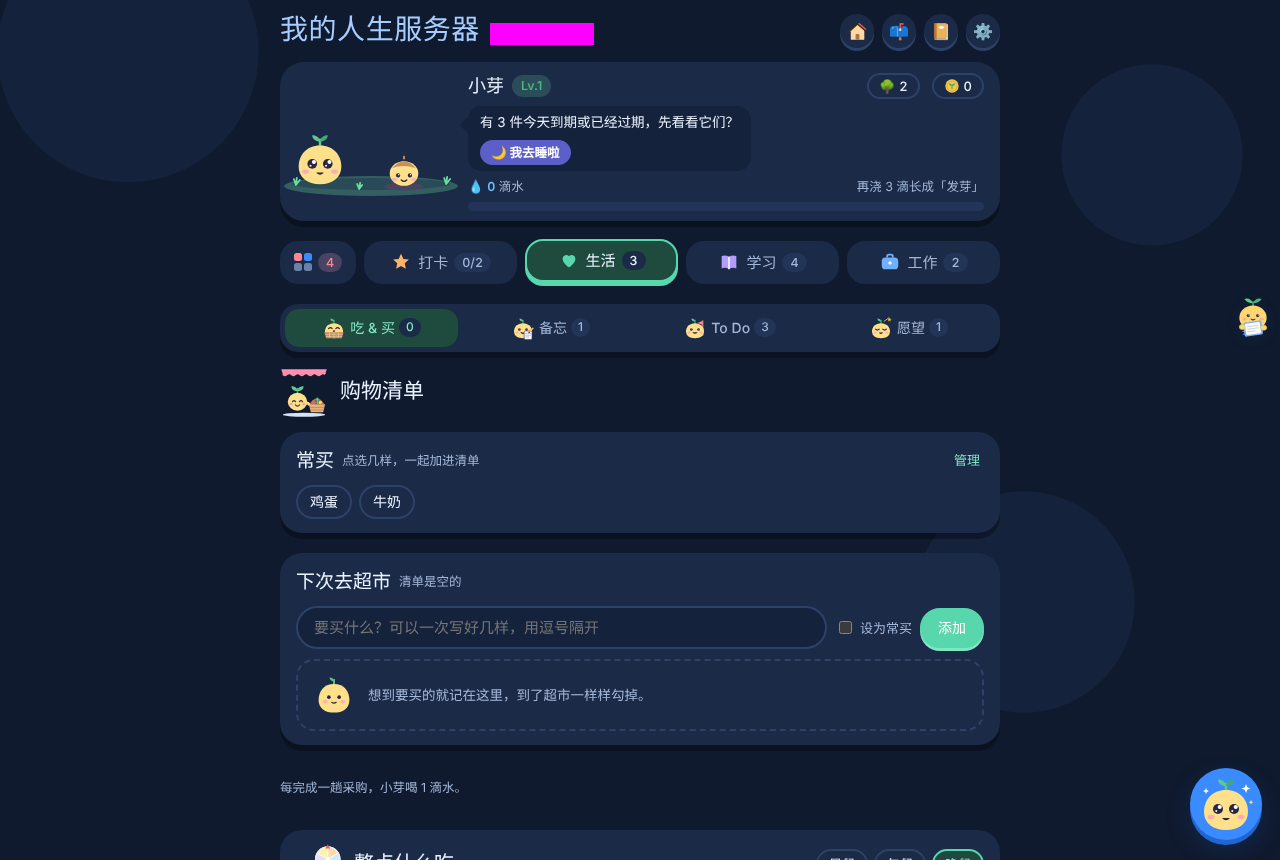 我的人生服务器
小芽 Lv.1 2 0
有 3 件今天到期或已经过期，先看看它们？
我去睡啦
0 滴水 再浇 3 滴长成「发芽」
4 打卡 0/2 生活 3 学习 4 工作 2
吃 & 买 0 备忘 1 To Do 3 愿望 1
购物清单
常买 点选几样，一起加进清单 管理
鸡蛋 牛奶
下次去超市 清单是空的
要买什么？可以一次写好几样，用逗号隔开 设为常买 添加
想到要买的就记在这里，到了超市一样样勾掉。
每完成一趟采购，小芽喝 1 滴水。